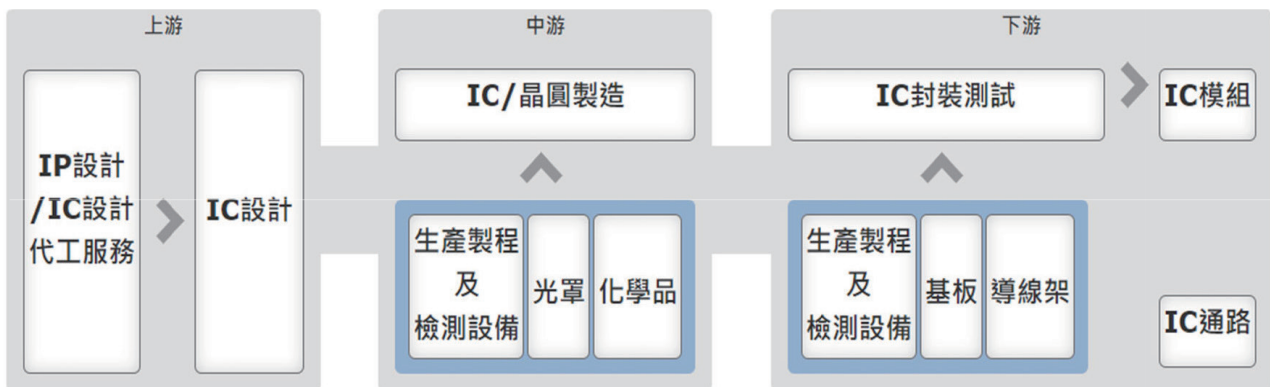 上游
IP設計
/IC設計
代工服務
IC設計
中游
IC/晶圓製造
生產製程
及
檢測設備
光罩
化學品
下游
IC封裝測試
IC模組
生產製程
及
檢測設備
基板
導線架
IC通路